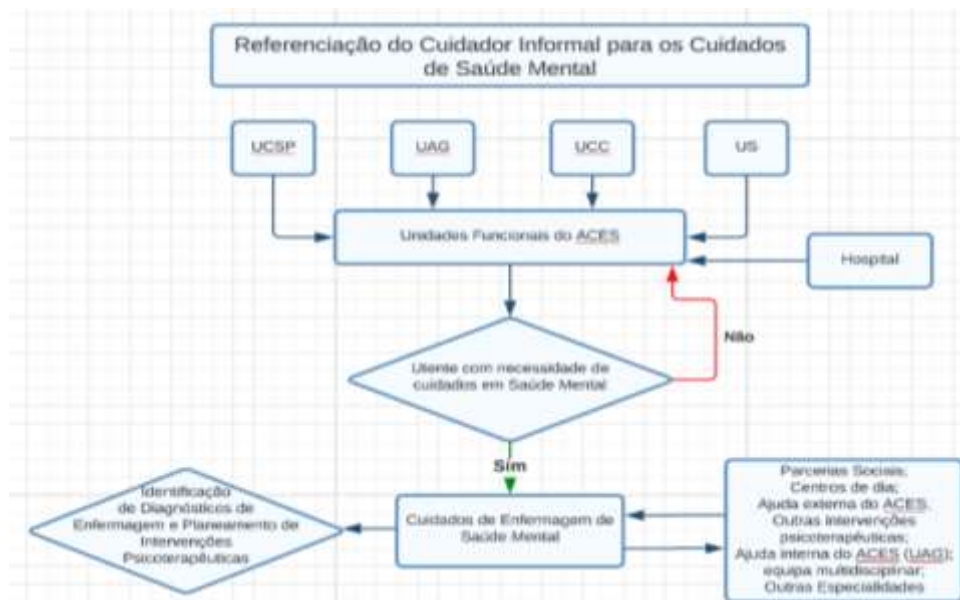 Referenciação do Cuidador Informal para os Cuidados
de Saúde Mental
UCSP
UAG
UCC
US
Unidades Funcionais do ACES
Hospital
Não
Utente com necessidade de
cuidados em Saúde Mental
Sim
Identificação
de Diagnósticos de
Enfermagem e Planeamento de
Intervenções
Psicoterapêuticas
Cuidados de Enfermagem de
Saúde Mental
Parcerias Sociais;
Centros de dia;
Ajuda externa do ACES.
Outras intervenções
psicoterapêuticas;
Ajuda interna do ACES (UAG);
equipa multidisciplinar;
Outras Especialidades